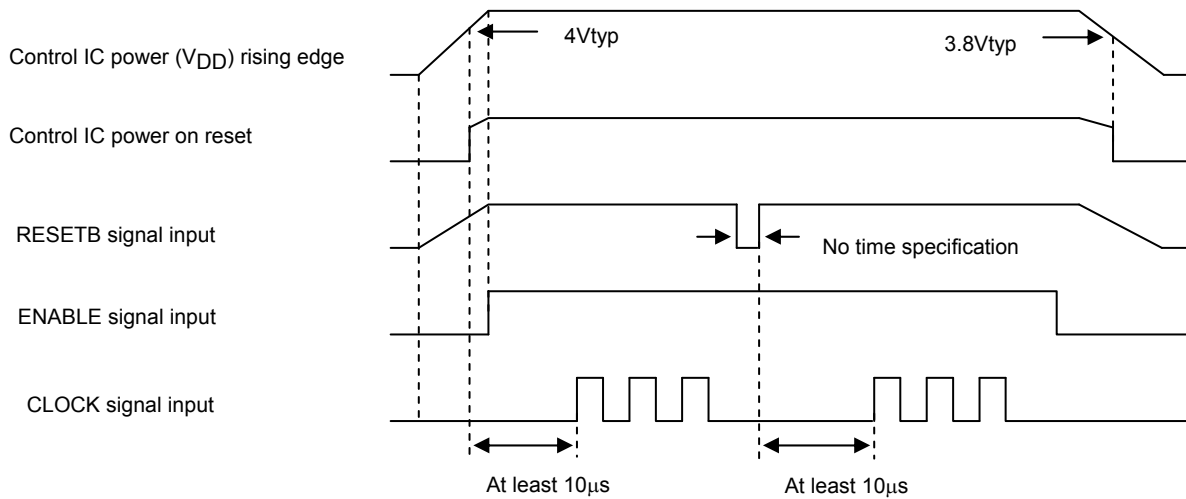 4Vtyp
3.8Vtyp
Control IC power (VDD) rising edge
Control IC power on reset
RESETB signal input
No time specification
ENABLE signal input
CLOCK signal input
At least 10μs
At least 10μs